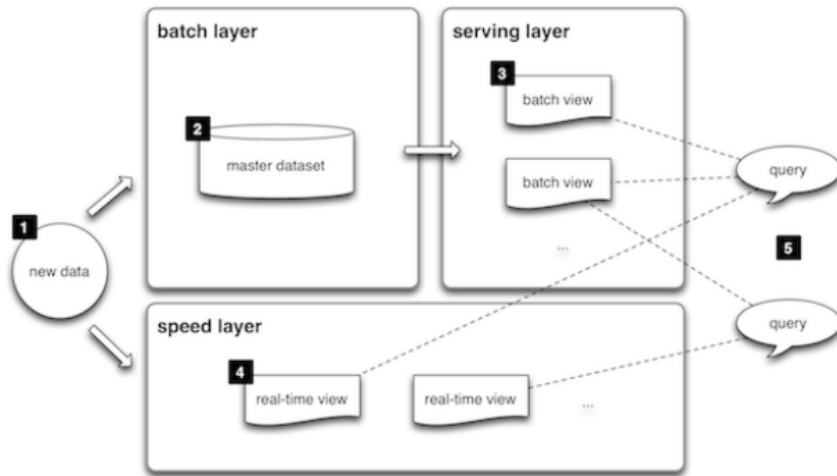 batch layer
serving layer
3
batch view
2
master dataset
query
batch view
1
...
5
new data
speed layer
query
4
real-time view
real-time view
...